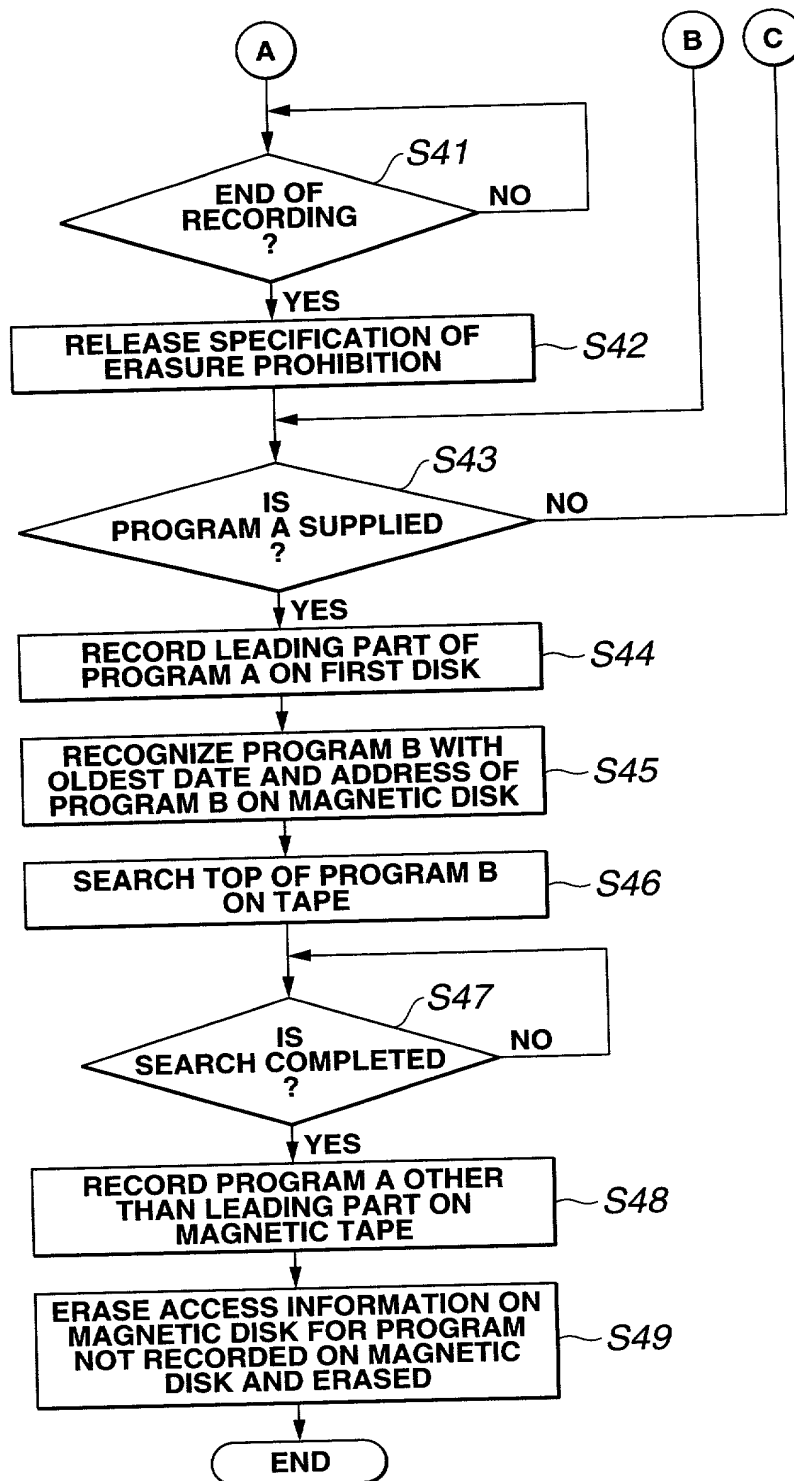 A
B
C
S41
END OF
RECORDING
?
NO
YES
RELEASE SPECIFICATION OF
ERASURE PROHIBITION
S42
S43
IS
PROGRAM A SUPPLIED
?
NO
YES
RECORD LEADING PART OF
PROGRAM A ON FIRST DISK
S44
RECOGNIZE PROGRAM B WITH
OLDEST DATE AND ADDRESS OF
PROGRAM B ON MAGNETIC DISK
S45
SEARCH TOP OF PROGRAM B
ON TAPE
S46
S47
IS
SEARCH COMPLETED
?
NO
YES
RECORD PROGRAM A OTHER
THAN LEADING PART ON
MAGNETIC TAPE
S48
ERASE ACCESS INFORMATION ON
MAGNETIC DISK FOR PROGRAM
NOT RECORDED ON MAGNETIC
DISK AND ERASED
S49
END